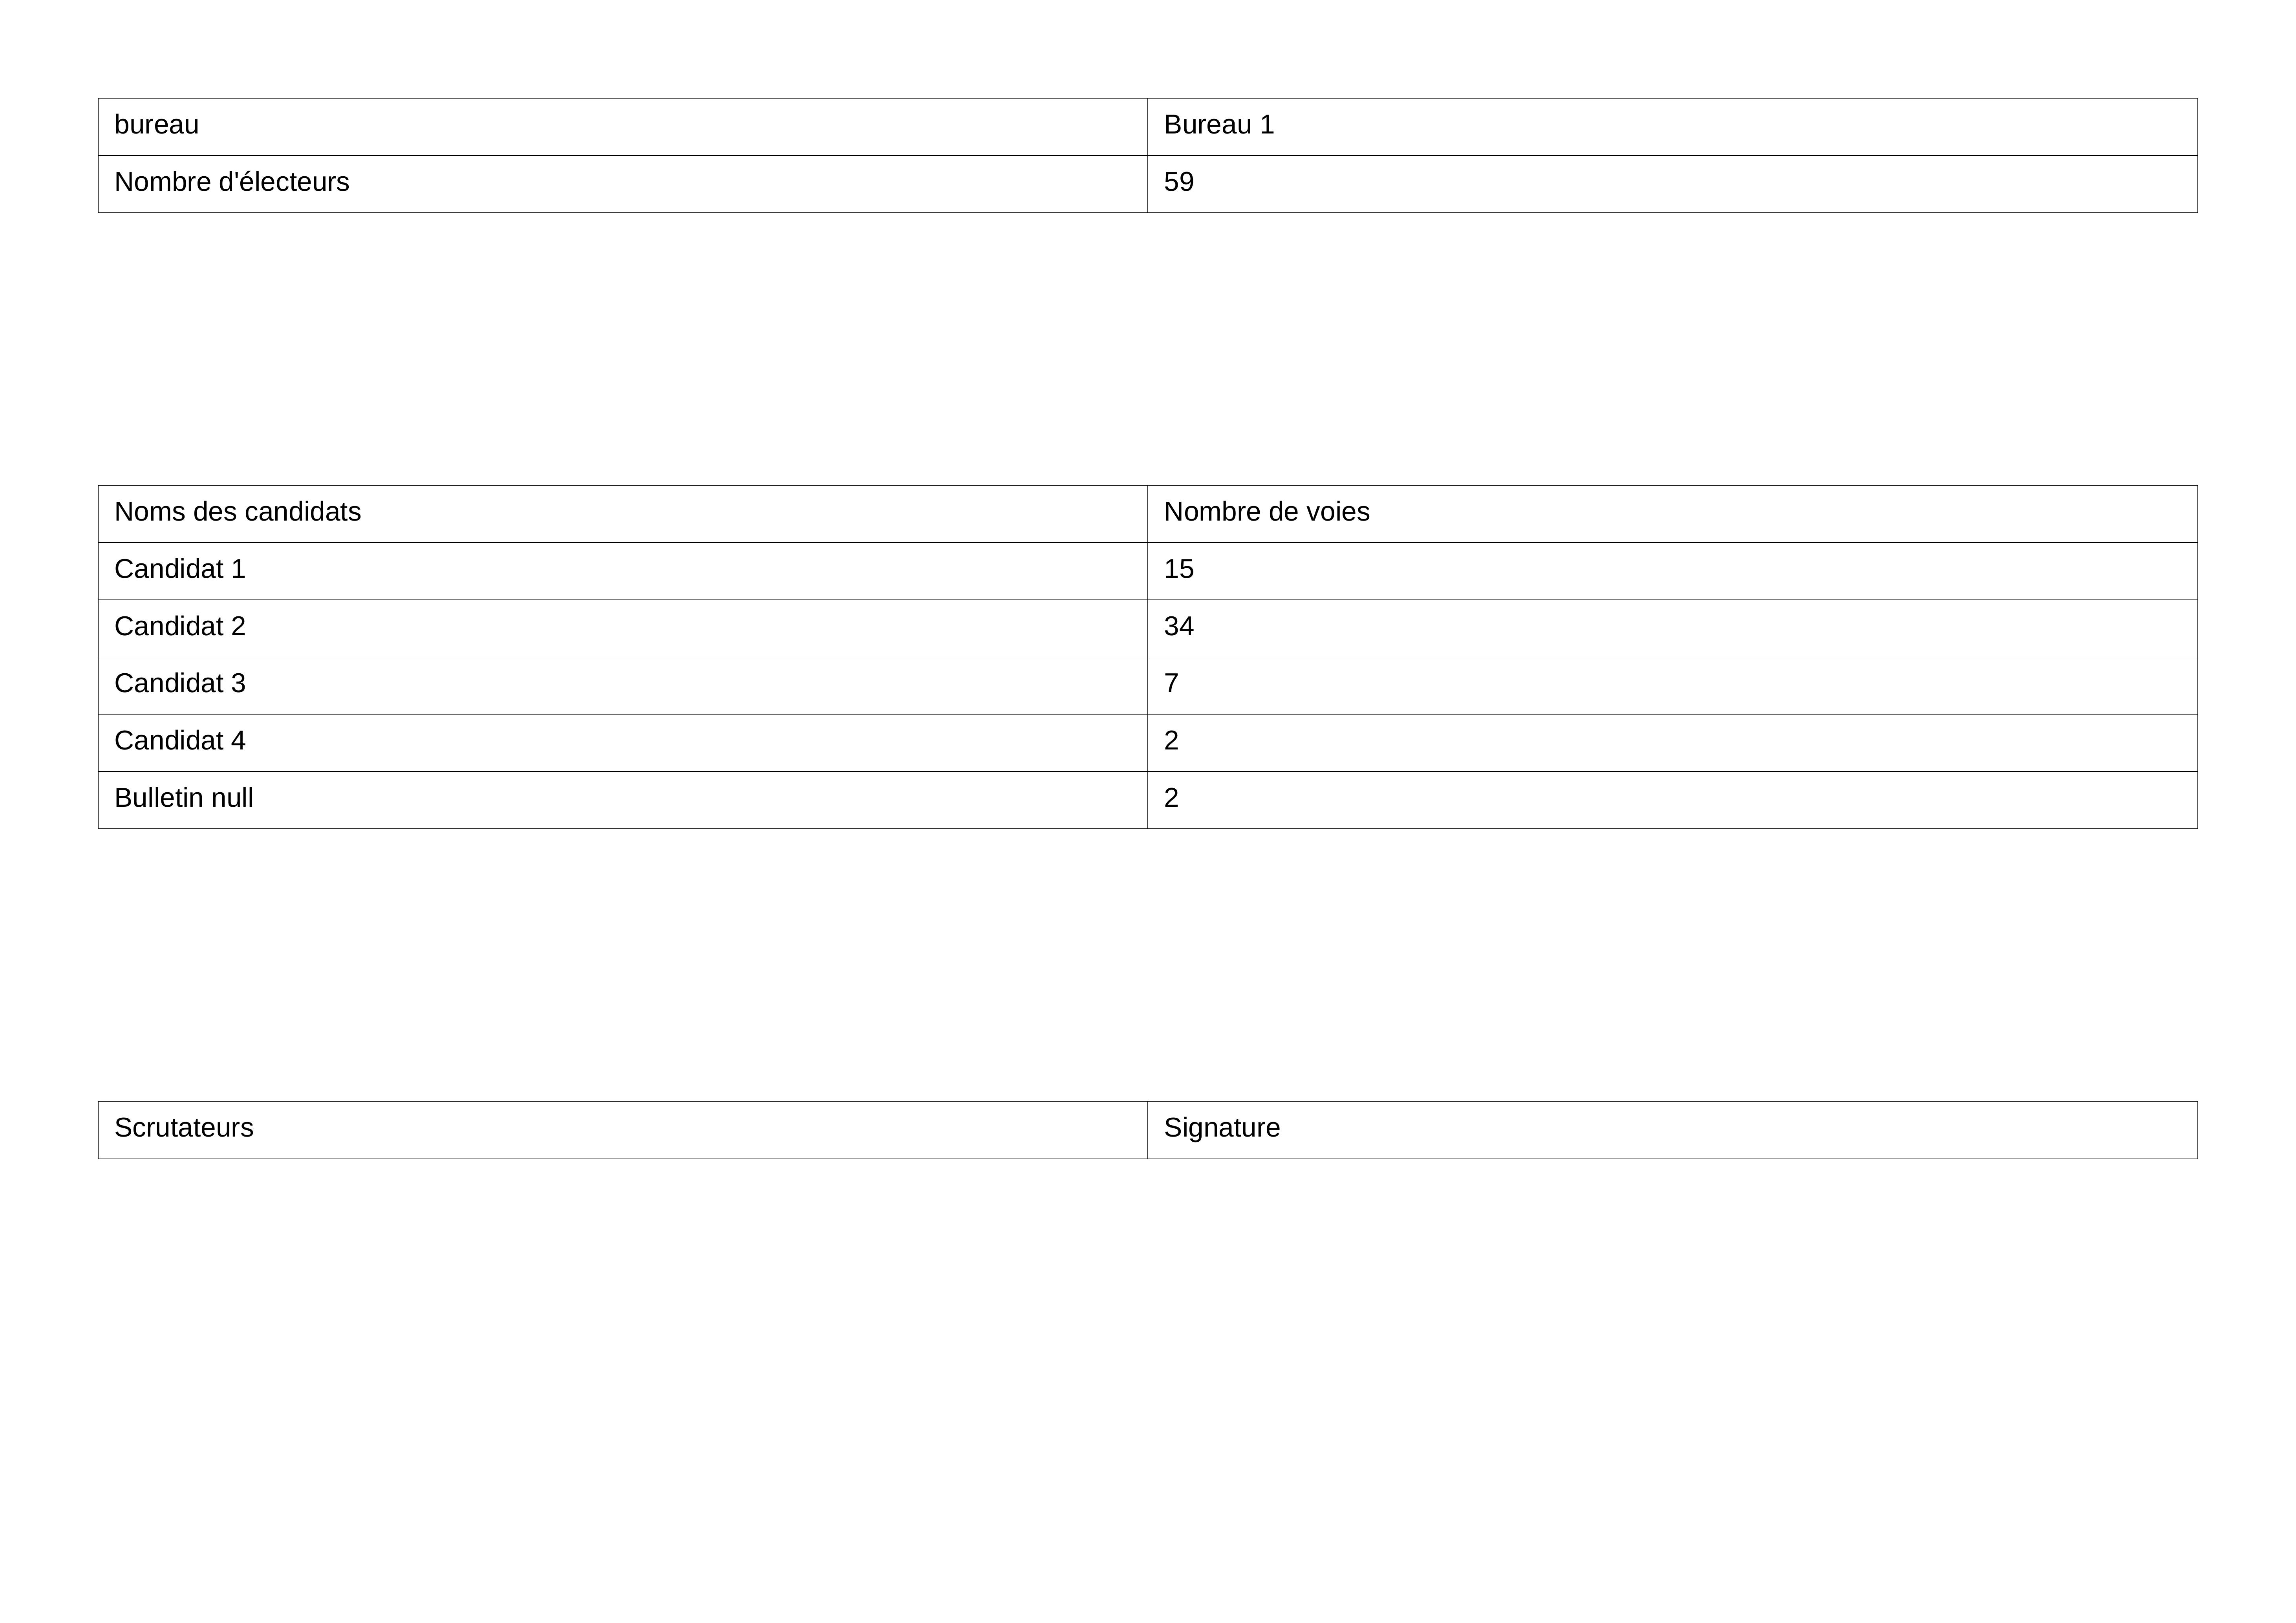 bureau Bureau 1
Nombre d'électeurs 59
Noms des candidats Nombre de voies
Candidat 1 15
Candidat 2 34
Candidat 3 7
Candidat 4 2
Bulletin null 2
Scrutateurs Signature